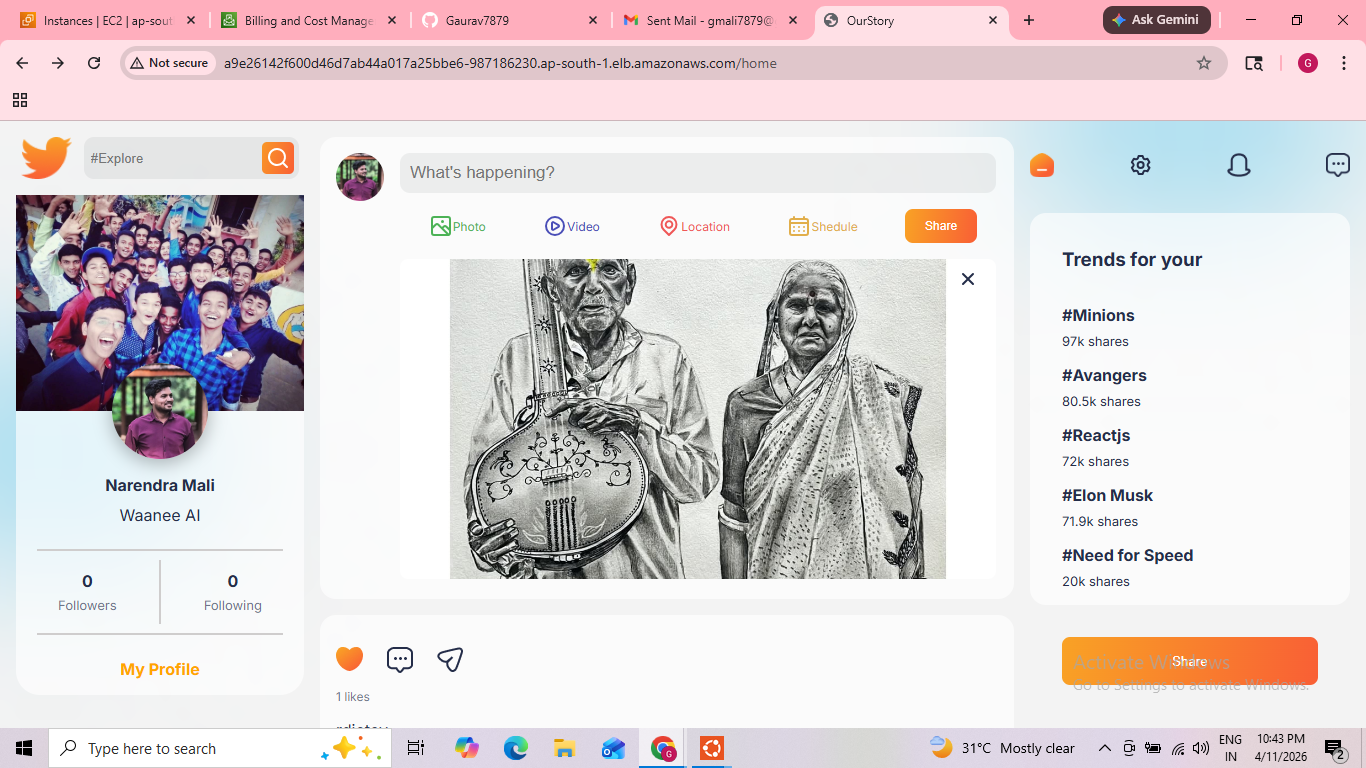 Instances | EC2 | ap-sout
Billing and Cost Manage
Gaurav7879
Sent Mail - gmali7879@
OurStory
Ask Gemini
Not secure
a9e26142f600d46d7ab44a017a25bbe6-987186230.ap-south-1.elb.amazonaws.com/home
G
#Explore
What's happening?
Photo
Video
Location
Shedule
Share
Narendra Mali
Waanee AI
0
Followers
0
Following
My Profile
1 likes
Trends for your
#Minions
97k shares
#Avangers
80.5k shares
#Reactjs
72k shares
#Elon Musk
71.9k shares
#Need for Speed
20k shares
Share
Activate Windows
Go to Settings to activate Windows.
Type here to search
G
31°C Mostly clear
ENG
IN
10:43 PM
4/11/2026
2